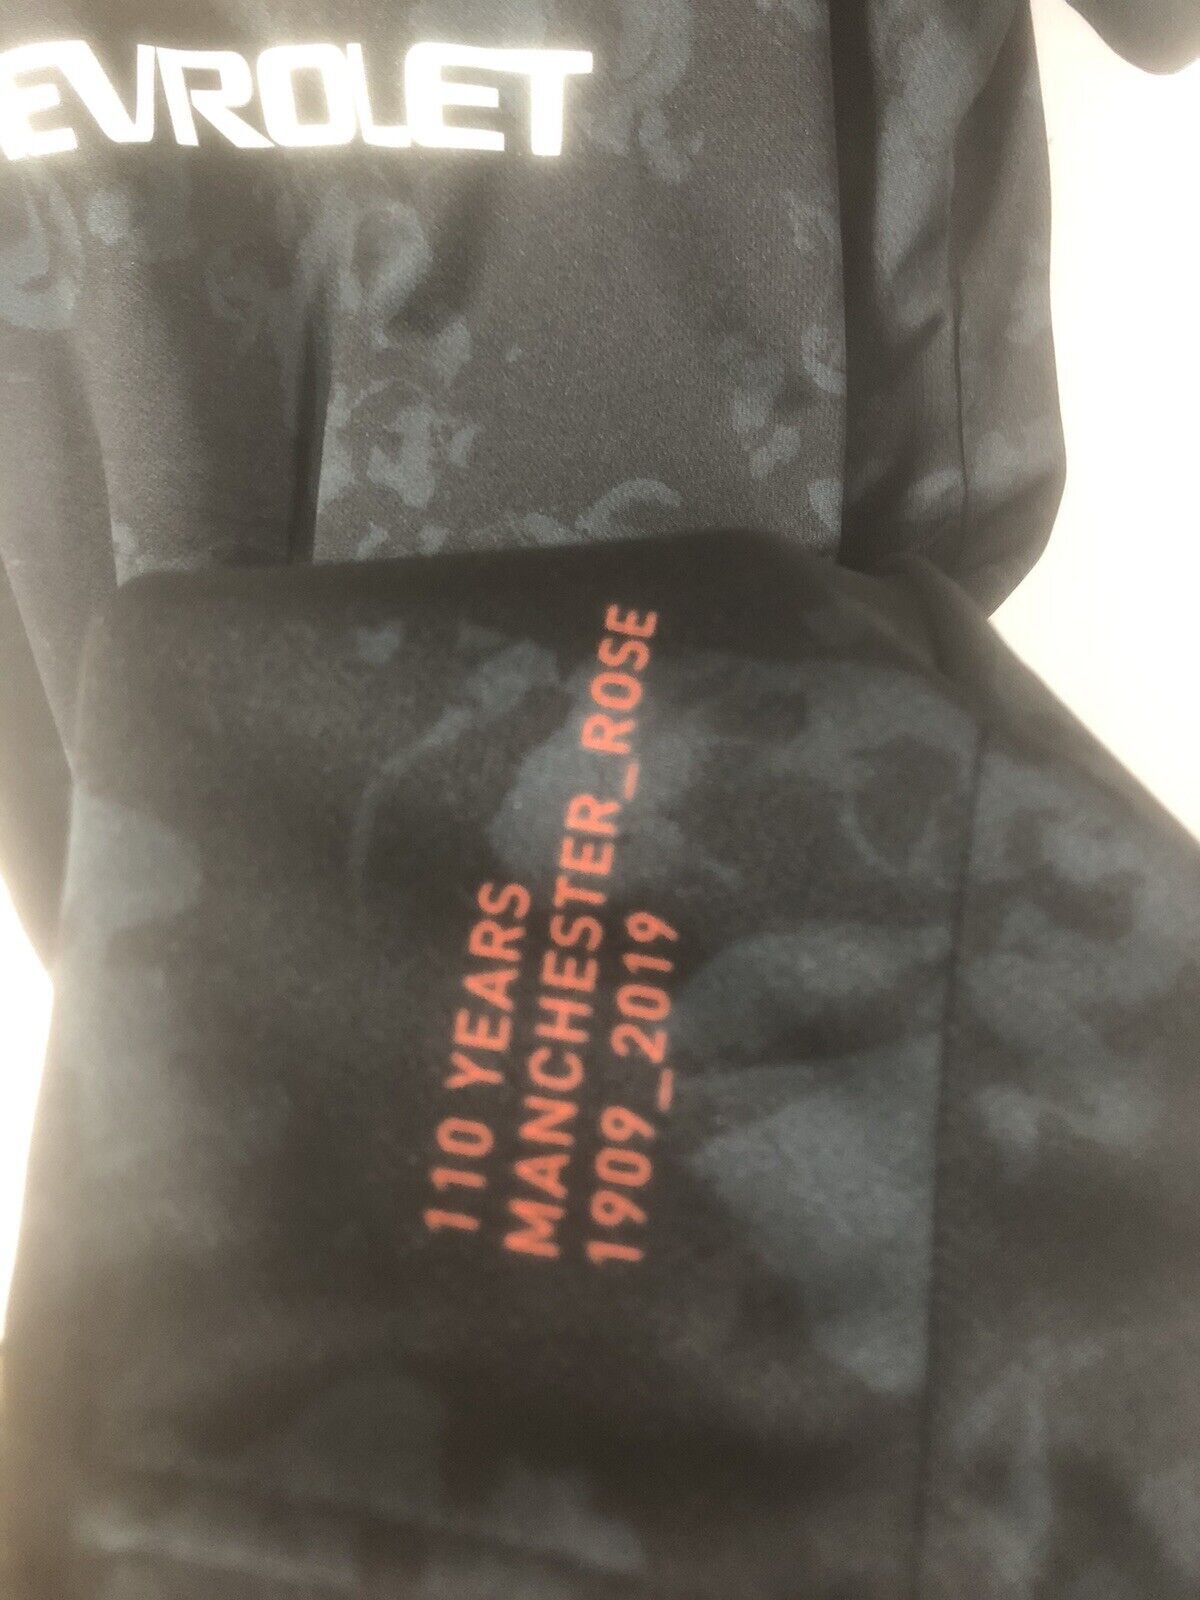 EVROLET
110 YEARS
MANCHESTER_ROSE
1909_2019